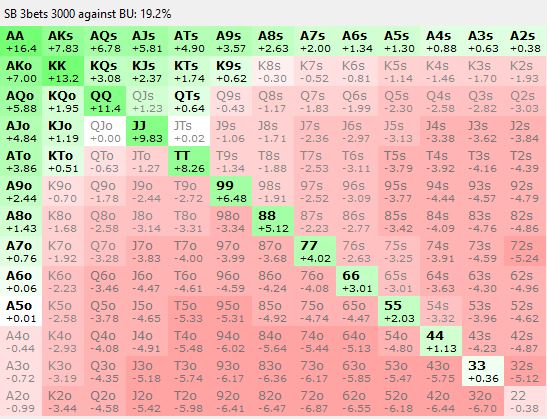 SB 3bets 3000 against BU: 19.2%
AA AKs AQs AJs ATs A9s A8s A7s A6s A5s A4s A3s A2s
+16.4 +7.83 +6.78 +5.81 +4.90 +3.57 +2.63 +2.00 +1.34 +1.30 +0.88 +0.63 +0.38
AKo KK KQs KJs KTs K9s K8s K7s K6s K5s K4s K3s K2s
+7.00 +13.2 +3.08 +2.37 +1.74 +0.62 -0.30 -0.52 -0.81 -1.14 -1.46 -1.70 -1.93
AQo KQo QQ QJs QTs Q9s Q8s Q7s Q6s Q5s Q4s Q3s Q2s
+5.88 +1.95 +11.4 +1.23 +0.64 -0.43 -1.17 -1.83 -1.99 -2.30 -2.58 -2.82 -3.03
AJo KJo QJo JJ JTs J9s J8s J7s J6s J5s J4s J3s J2s
+4.84 +1.19 +0.00 +9.83 +0.02 -1.06 -1.71 -2.36 -2.97 -3.13 -3.38 -3.62 -3.84
ATo KTo QTo JTo TT T9s T8s T7s T6s T5s T4s T3s T2s
+3.86 +0.51 -0.63 -1.27 +8.26 -1.34 -1.88 -2.53 -3.11 -3.79 -3.92 -4.16 -4.39
A9o K9o Q9o J9o T9o 99 98s 97s 96s 95s 94s 93s 92s
+2.44 -0.70 -1.78 -2.44 -2.72 +6.48 -1.91 -2.52 -3.09 -3.77 -4.44 -4.57 -4.79
A8o K8o Q8o J8o T8o 98o 88 87s 86s 85s 84s 83s 82s
+1.43 -1.68 -2.58 -3.14 -3.31 -3.34 +5.12 -2.23 -2.77 -3.42 -4.09 -4.76 -4.86
A7o K7o Q7o J7o T7o 97o 87o 77 76s 75s 74s 73s 72s
+0.76 -1.92 -3.28 -3.83 -4.00 -3.99 -3.68 +4.02 -2.63 -3.25 -3.91 -4.58 -5.24
A6o K6o Q6o J6o T6o 96o 86o 76o 66 65s 64s 63s 62s
+0.06 -2.23 -3.46 -4.47 -4.61 -4.59 -4.24 -4.08 +3.01 -3.01 -3.63 -4.30 -4.96
A5o K5o Q5o J5o T5o 95o 85o 75o 65o 55 54s 53s 52s
+0.01 -2.58 -3.78 -4.65 -5.33 -5.31 -4.92 -4.74 -4.47 +2.03 -3.32 -3.96 -4.62
A4o K4o Q4o J4o T4o 94o 84o 74o 64o 54o 44 43s 42s
-0.44 -2.93 -4.08 -4.91 -5.48 -6.02 -5.64 -5.44 -5.13 -4.80 +1.13 -4.23 -4.87
A3o K3o Q3o J3o T3o 93o 83o 73o 63o 53o 43o 33 32s
-0.72 -3.19 -4.35 -5.18 -5.74 -6.17 -6.36 -6.17 -5.85 -5.47 -5.75 +0.36 -5.12
A2o K2o Q2o J2o T2o 92o 82o 72o 62o 52o 42o 32o 22
-0.99 -3.44 -4.58 -5.42 -5.98 -6.41 -6.47 -6.87 -6.55 -6.18 -6.44 -6.70 -0.38